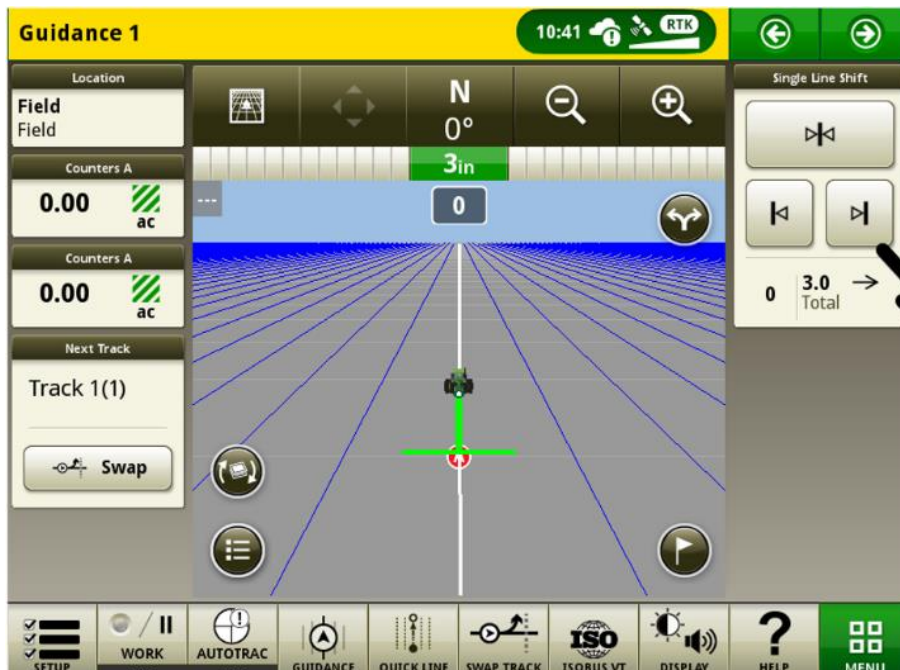 Guidance 1
10:41
RTK
Location
Field
Field
Counters A
0.00
ac
Counters A
0.00
ac
Next Track
Track 1(1)
Swap
N
0°
3in
---
0
Single Line Shift
0
3.0
Total
SETUP
WORK
AUTOTRAC
GUIDANCE
QUICK LINE
SWAP TRACK
ISO
ISOBUS VT
DISPLAY
?
HELP
MENU